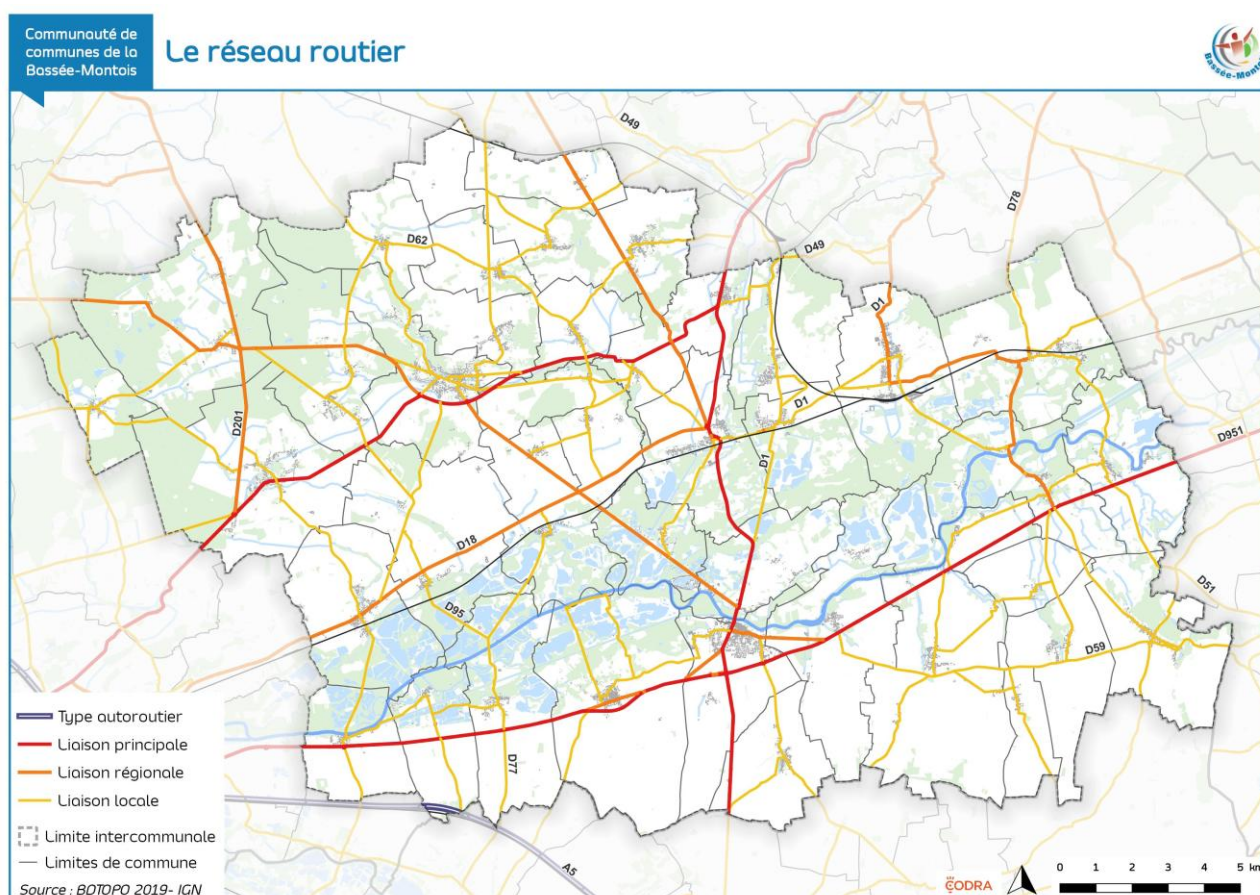 Communauté de
communes de la
Bassée-Montois
Le réseau routier
Bassée-Montois
D49
D78
D62
D49
D1
D201
D1
D951
D1
D18
D95
D51
D59
D77
A5
Type autoroutier
Liaison principale
Liaison régionale
Liaison locale
Limite intercommunale
Limites de commune
Source : BDTOPO 2019- IGN
CODRA
0 1 2 3 4 5 km